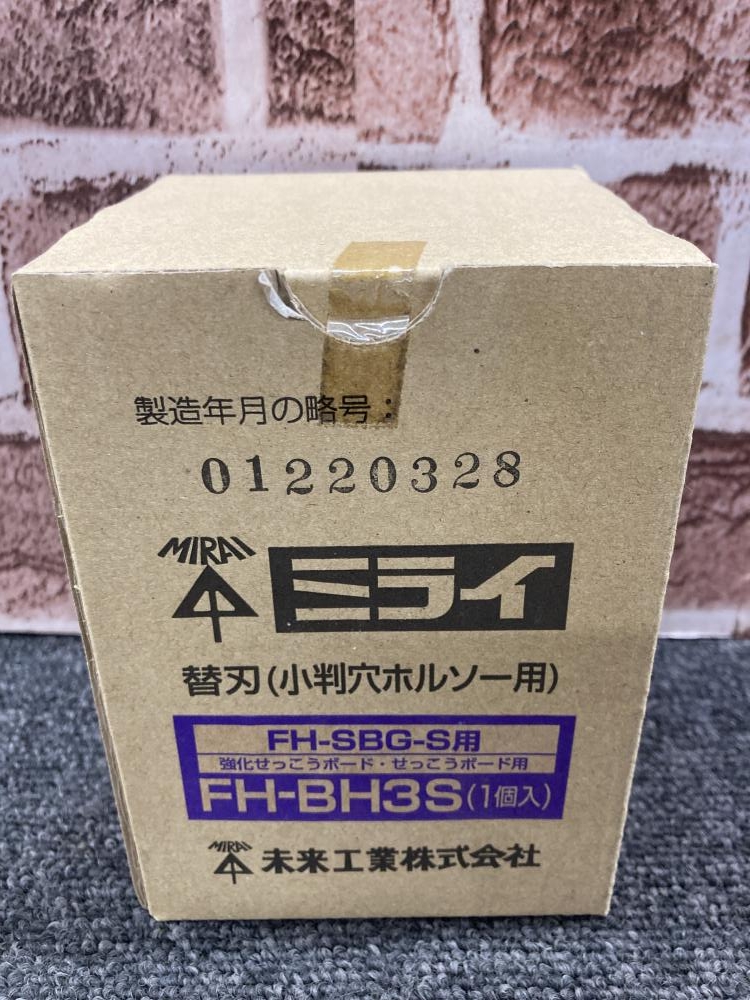 製造年月の略号：
01220328
MIRAI ミライ
替刃(小判穴ホルソー用)
FH-SBG-S用
強化せっこうボード・せっこうボード用
FH-BH3S(1個入)
MIRAI 未来工業株式会社